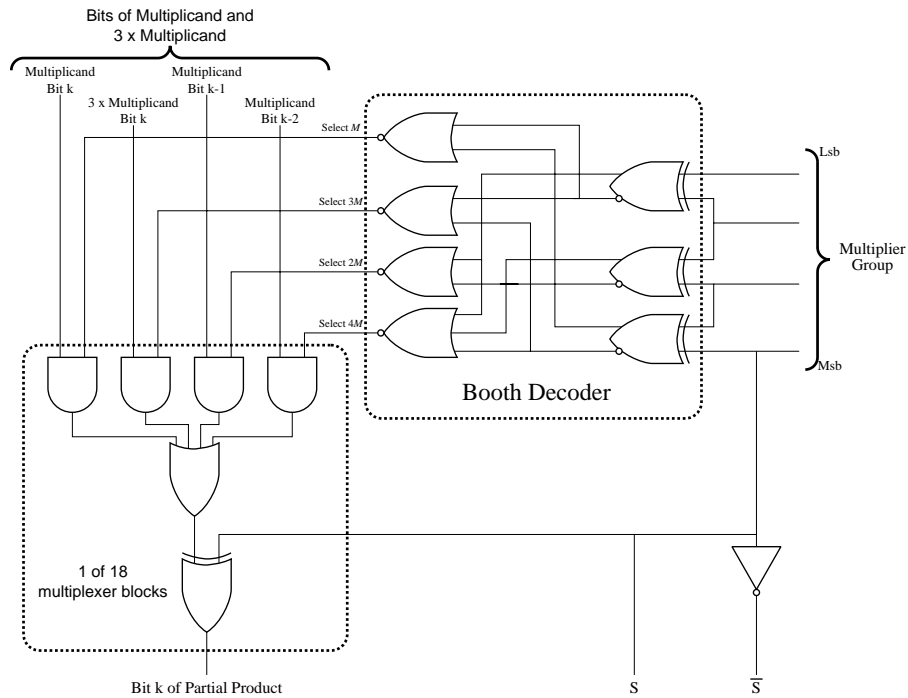 Bits of Multiplicand and
3 x Multiplicand
Multiplicand
Bit k
3 x Multiplicand
Bit k
Multiplicand
Bit k-1
Multiplicand
Bit k-2
Select M
Select 3M
Select 2M
Select 4M
Booth Decoder
Lsb
Multiplier
Group
Msb
1 of 18
multiplexer blocks
Bit k of Partial Product
S
S̅